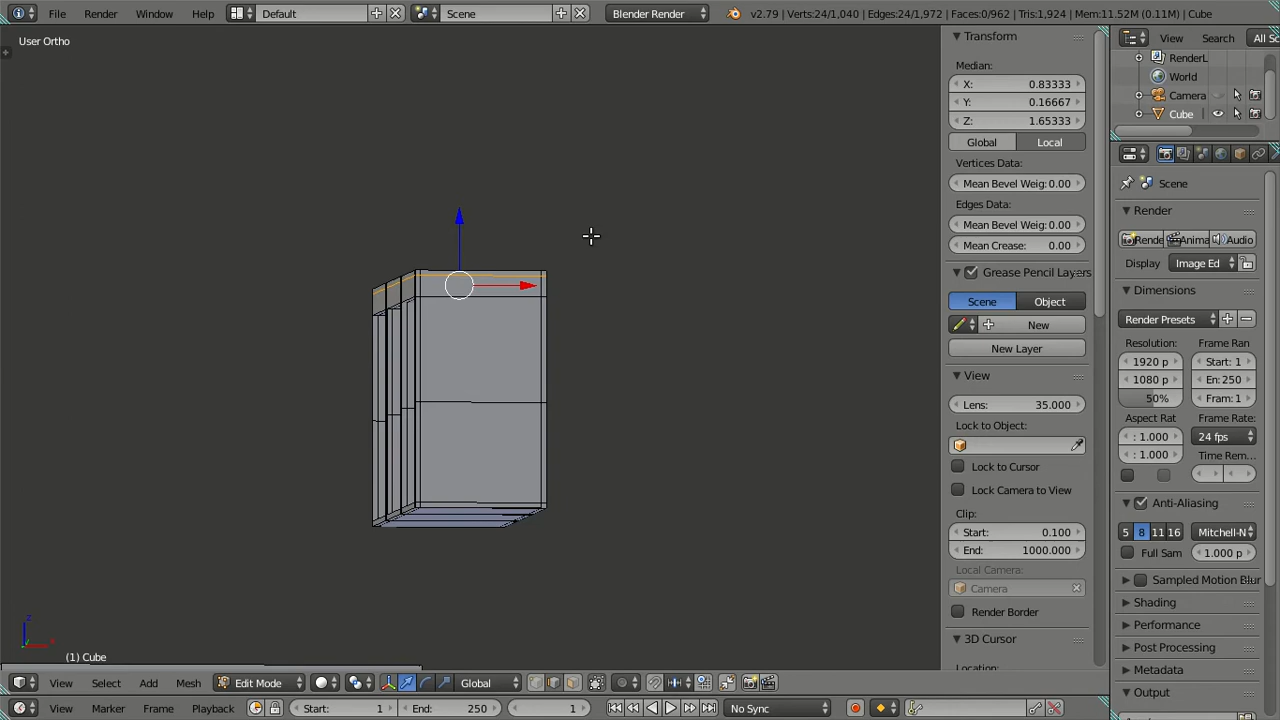 File Render Window Help Default Scene Blender Render v2.79 | Verts:24/1,040 | Edges:24/1,972 | Faces:0/962 | Tris:1,924 | Mem:11.52M (0.11M) | Cube
User Ortho
Transform
Median:
X: 0.83333
Y: 0.16667
Z: 1.65333
Global Local
Vertices Data:
Mean Bevel Weig: 0.00
Edges Data:
Mean Bevel Weig: 0.00
Mean Crease: 0.00
Grease Pencil Layers
Scene Object
New
New Layer
View
Lens: 35.000
Lock to Object:
Lock to Cursor
Lock Camera to View
Clip:
Start: 0.100
End: 1000.000
Local Camera:
Camera
Render Border
3D Cursor
Location:
View Search All Sc
RenderL
World
Camera
Cube
Scene
Render
Rende Anima Audio
Display Image Ed
Dimensions
Render Presets
Resolution: Frame Ran
1920 p Start: 1
1080 p En: 250
50% Fram: 1
Aspect Rat Frame Rate:
: 1.000 24 fps
: 1.000 Time Rem...
Anti-Aliasing
5 8 11 16 Mitchell-N
Full Sam 1.000 p
Sampled Motion Blur
Shading
Performance
Post Processing
Metadata
Output
z
x
(1) Cube
View Select Add Mesh Edit Mode Global
View Marker Frame Playback Start: 1 End: 250 1 No Sync